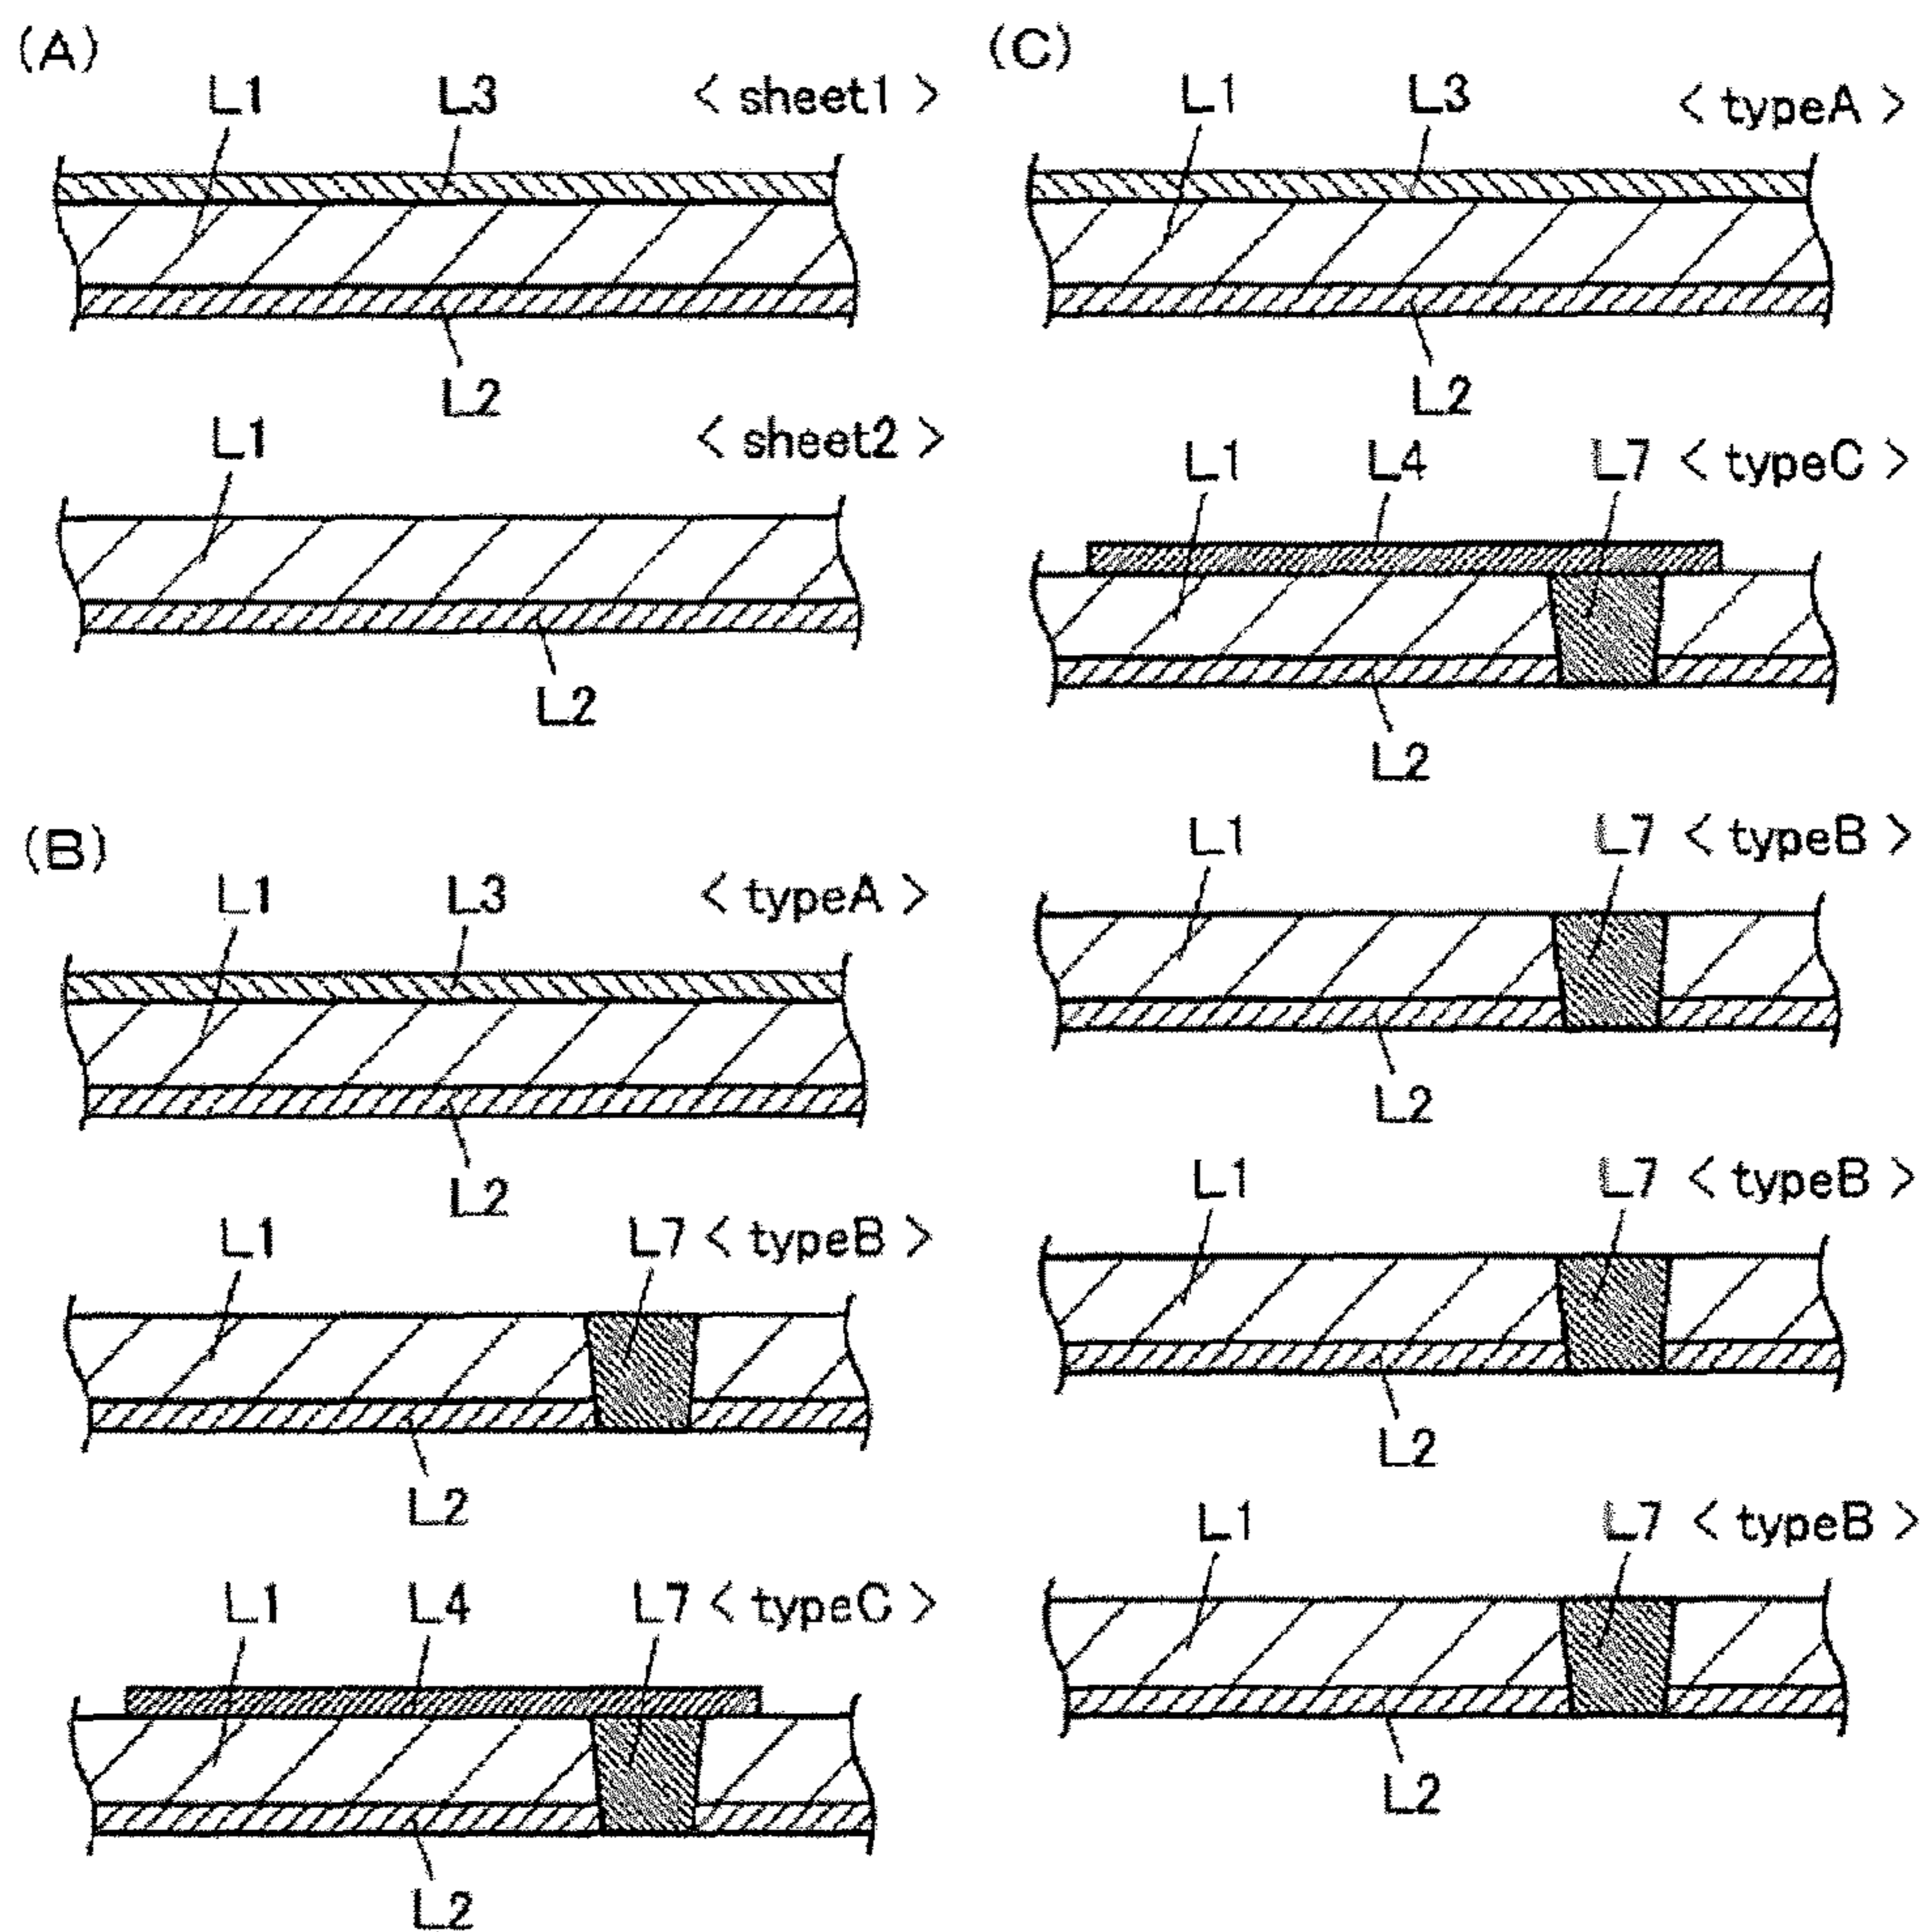 (A)
L1 L3 < sheet1 >
L2
L1 < sheet2 >
L2
(B)
L1 L3 < typeA >
L2
L1 L7 < typeB >
L2
L1 L4 L7 < typeC >
L2
(C)
L1 L3 < typeA >
L2
L1 L4 L7 < typeC >
L2
L1 L7 < typeB >
L2
L1 L7 < typeB >
L2
L1 L7 < typeB >
L2